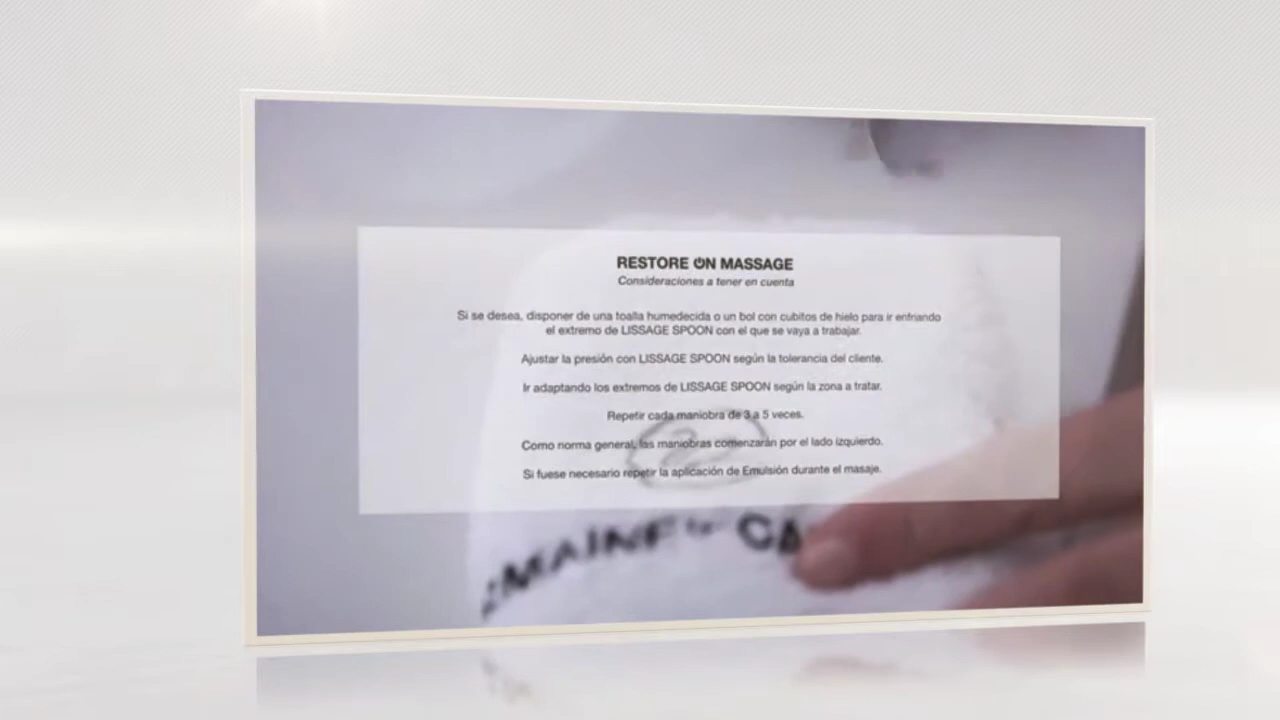 RESTORE ON MASSAGE
Consideraciones a tener en cuenta
Si se desea, disponer de una toalla humedecida o un bol con cubitos de hielo para ir enfriando
el extremo de LISSAGE SPOON con el que se vaya a trabajar.
Ajustar la presión con LISSAGE SPOON según la tolerancia del cliente.
Ir adaptando los extremos de LISSAGE SPOON según la zona a tratar.
Repetir cada maniobra de 3 a 5 veces.
Como norma general, las maniobras comenzarán por el lado izquierdo.
Si fuese necesario repetir la aplicación de Emulsión durante el masaje.